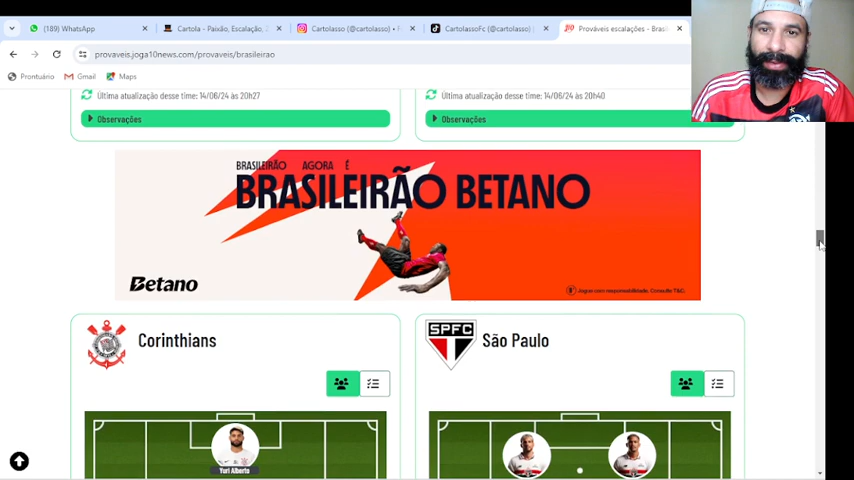 (189) WhatsApp
Cartola - Paixão, Escalação, 
Cartolasso (@cartolasso) •
CartolassoFc (@cartolasso)
Prováveis escalações - Brasil
provaveis.joga10news.com/provaveis/brasileirao
Prontuário
Gmail
Maps
Última atualização desse time: 14/06/24 às 20h27
Última atualização desse time: 14/06/24 às 20h40
Observações
Observações
BRASILEIRÃO AGORA É
BRASILEIRÃO BETANO
Betano
Jogar com responsabilidade. Consulte T&C.
Corinthians
SPFC
São Paulo
Yuri Alberto